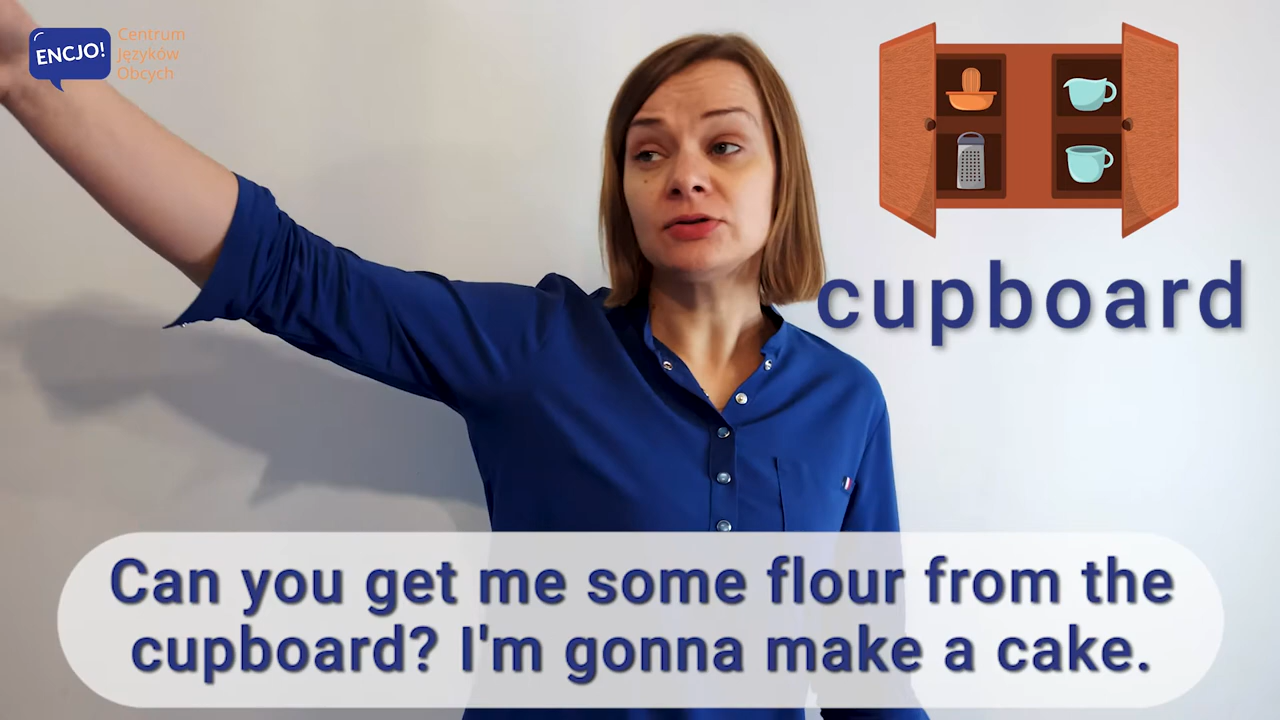 ENCJO!
Centrum
Języków
Obcych
cupboard
Can you get me some flour from the
cupboard? I'm gonna make a cake.